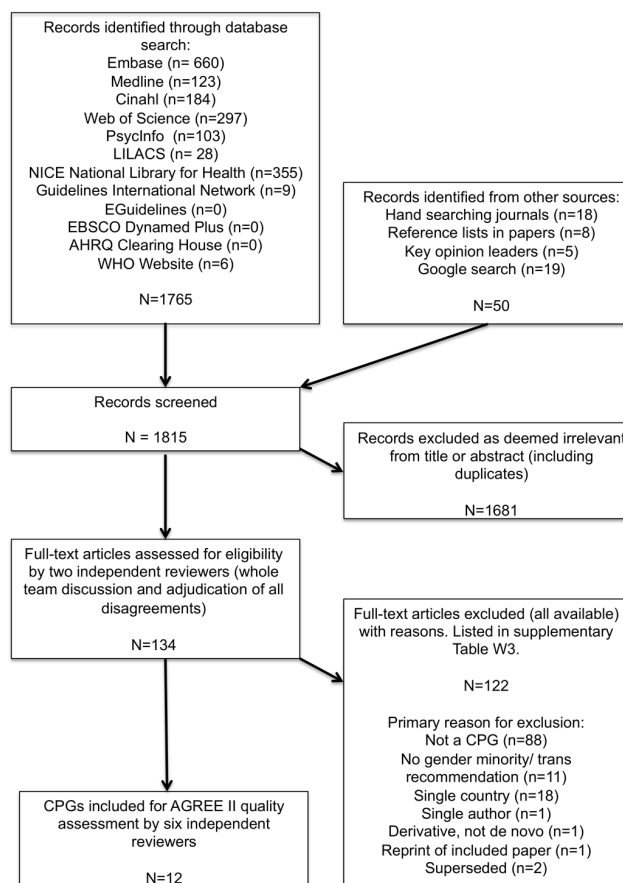 Records identified through database
search:
Embase (n= 660)
Medline (n=123)
Cinahl (n=184)
Web of Science (n=297)
PsycInfo (n=103)
LILACS (n= 28)
NICE National Library for Health (n=355)
Guidelines International Network (n=9)
EGuidelines (n=0)
EBSCO Dynamed Plus (n=0)
AHRQ Clearing House (n=0)
WHO Website (n=6)
N=1765
Records identified from other sources:
Hand searching journals (n=18)
Reference lists in papers (n=8)
Key opinion leaders (n=5)
Google search (n=19)
N=50
Records screened
N = 1815
Records excluded as deemed irrelevant
from title or abstract (including
duplicates)
N=1681
Full-text articles assessed for eligibility
by two independent reviewers (whole
team discussion and adjudication of all
disagreements)
N=134
Full-text articles excluded (all available)
with reasons. Listed in supplementary
Table W3.
N=122
Primary reason for exclusion:
Not a CPG (n=88)
No gender minority/ trans
recommendation (n=11)
Single country (n=18)
Single author (n=1)
Derivative, not de novo (n=1)
Reprint of included paper (n=1)
Superseded (n=2)
CPGs included for AGREE II quality
assessment by six independent
reviewers
N=12